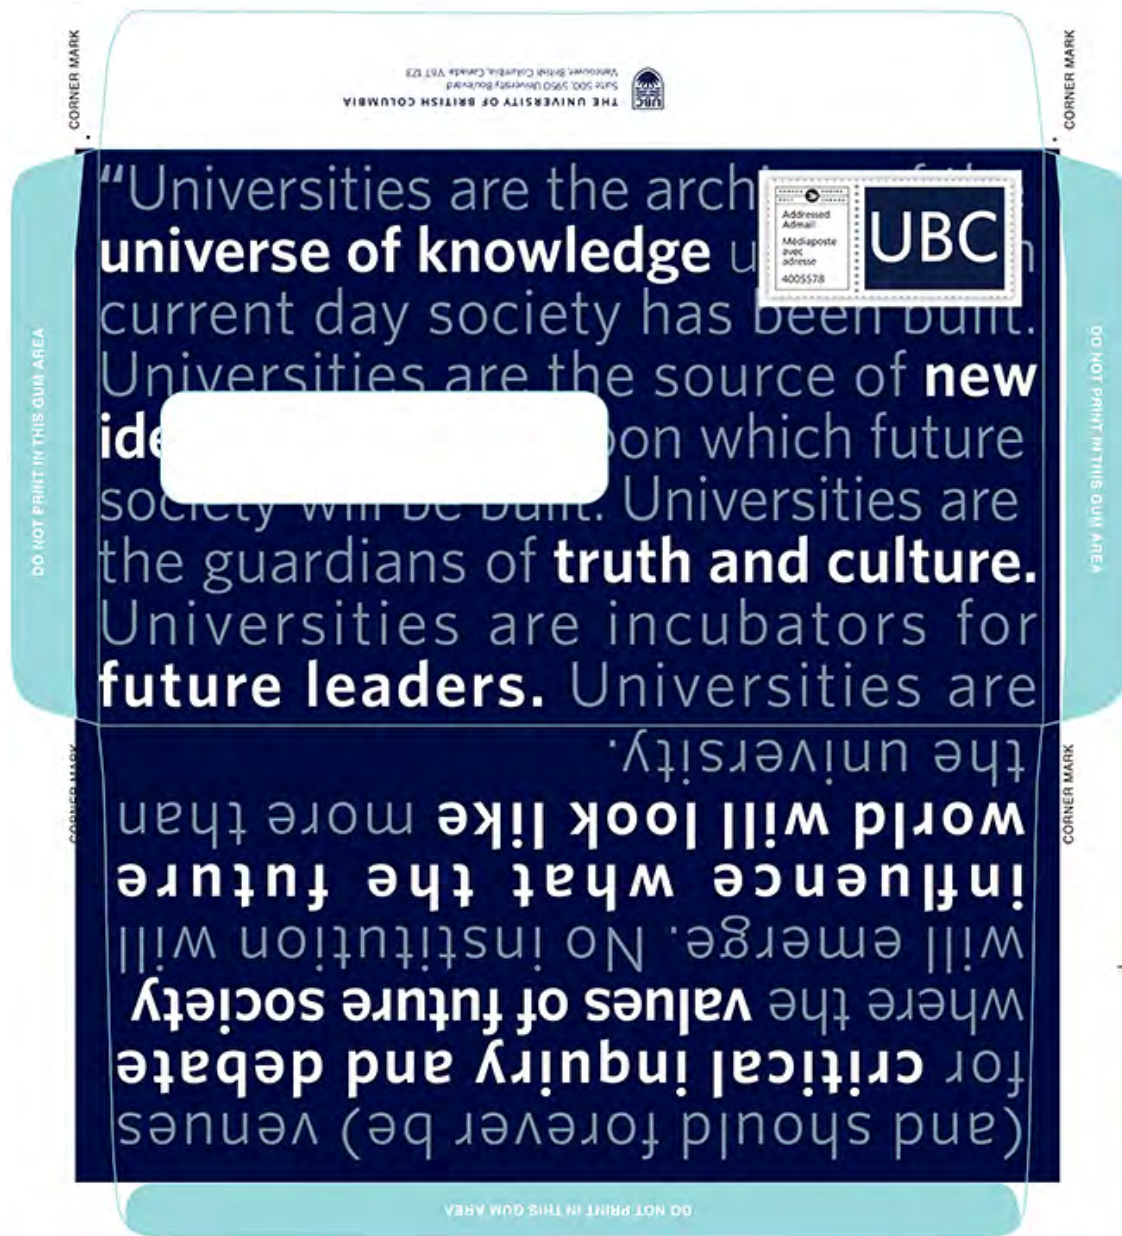 CORNER MARK
CORNER MARK
THE UNIVERSITY OF BRITISH COLUMBIA
Suite 500, 5950 University Boulevard
Vancouver, British Columbia, Canada V6T 1Z3
UBC
"Universities are the
universe of knowledge
current day society has been built.
Universities are the source of new
which future
society will be built. Universities are
the guardians of truth and culture.
Universities are incubators for
future leaders. Universities are
Addressed
Admail
Médiaposte
avec
adresse
4005578
UBC
DO NOT PRINT IN THIS GUM AREA
DO NOT PRINT IN THIS GUM AREA
CORNER MARK
CORNER MARK
(and should forever be) venues
for critical inquiry and debate
where the values of future society
will emerge. No institution will
influence what the future
world will look like more than
the university.
DO NOT PRINT IN THIS GUM AREA